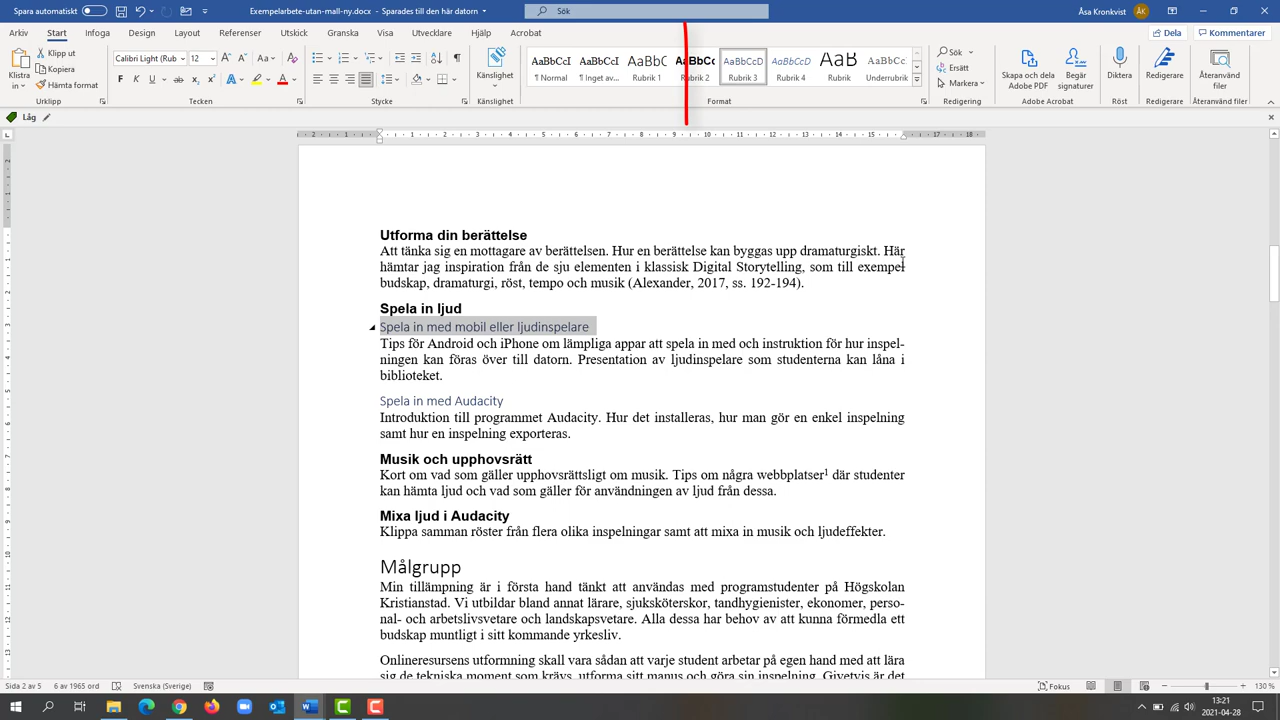 Spara automatiskt
Exempelarbete-utan-mall-ny.docx - Sparades till den här datorn
Sök
Åsa Kronkvist
ÅK
Arkiv Start Infoga Design Layout Referenser Utskick Granska Visa Utvecklare Hjälp Acrobat
Dela Kommentarer
Klistra in
Klipp ut
Kopiera
Hämta format
Urklipp
Calibri Light (Rub 12
Tecken
Stycke
Känslighet
Känslighet
AaBbCcI AaBbCcI AaBbC AaBbCc AaBbCcD AaBbCcD AaB AaBbCc
¶ Normal ¶ Inget av... Rubrik 1 Rubrik 2 Rubrik 3 Rubrik 4 Rubrik Underrubrik
Format
Sök
Ersätt
Markera
Redigering
Skapa och dela Adobe PDF
Begär signaturer
Adobe Acrobat
Diktera
Röst
Redigerare
Redigerare
Återanvänd filer
Återanvänd filer
Låg
Utforma din berättelse
Att tänka sig en mottagare av berättelsen. Hur en berättelse kan byggas upp dramaturgiskt. Här
hämtar jag inspiration från de sju elementen i klassisk Digital Storytelling, som till exempel
budskap, dramaturgi, röst, tempo och musik (Alexander, 2017, ss. 192-194).
Spela in ljud
Spela in med mobil eller ljudinspelare
Tips för Android och iPhone om lämpliga appar att spela in med och instruktion för hur inspel-
ningen kan föras över till datorn. Presentation av ljudinspelare som studenterna kan låna i
biblioteket.
Spela in med Audacity
Introduktion till programmet Audacity. Hur det installeras, hur man gör en enkel inspelning
samt hur en inspelning exporteras.
Musik och upphovsrätt
Kort om vad som gäller upphovsrättsligt om musik. Tips om några webbplatser1 där studenter
kan hämta ljud och vad som gäller för användningen av ljud från dessa.
Mixa ljud i Audacity
Klippa samman röster från flera olika inspelningar samt att mixa in musik och ljudeffekter.
Målgrupp
Min tillämpning är i första hand tänkt att användas med programstudenter på Högskolan
Kristianstad. Vi utbildar bland annat lärare, sjuksköterskor, tandhygienister, ekonomer, perso-
nal- och arbetslivsvetare och landskapsvetare. Alla dessa har behov av att kunna förmedla ett
budskap muntligt i sitt kommande yrkesliv.
Onlineresursens utformning skall vara sådan att varje student arbetar på egen hand med att lära
sig de tekniska moment som krävs, utforma sitt manus och göra sin inspelning. Givetvis är det
Sida 2 av 5 6 av 1965 ord Svenska (Sverige)
Fokus
130 %
13:21
2021-04-28